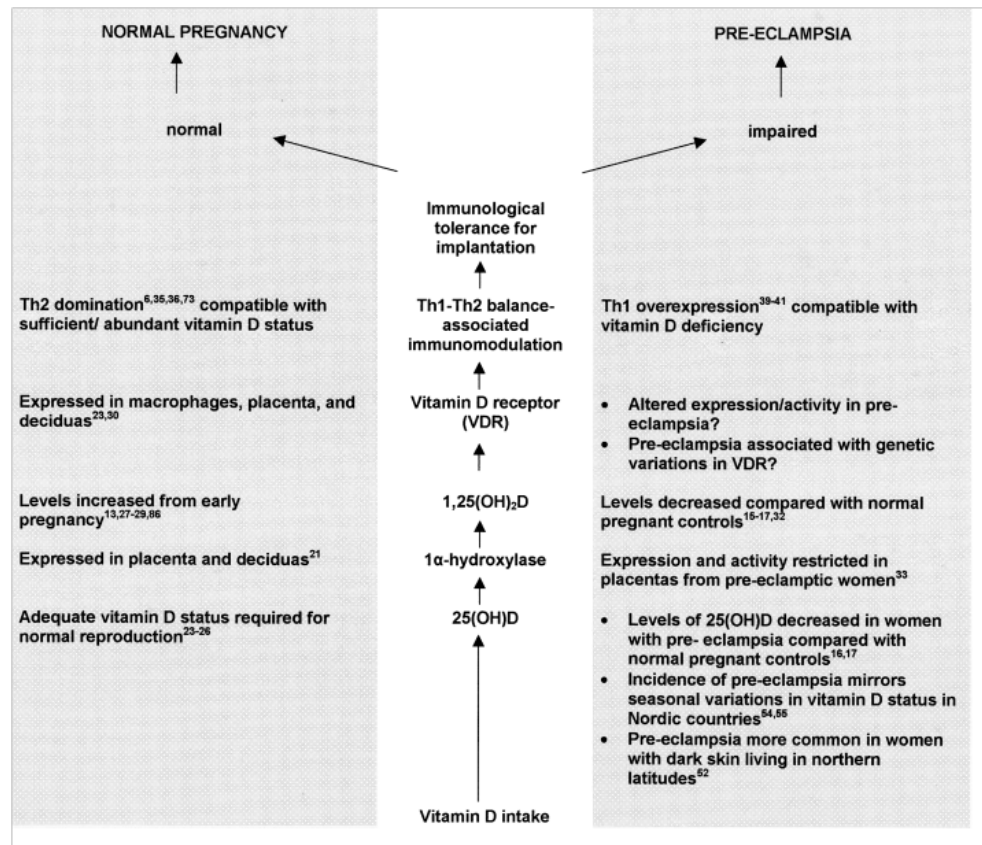 NORMAL PREGNANCY
PRE-ECLAMPSIA
normal
impaired
Immunological
tolerance for
implantation
Th2 domination6,35,36,73 compatible with
sufficient/ abundant vitamin D status
Th1-Th2 balance-
associated
immunomodulation
Th1 overexpression39-41 compatible with
vitamin D deficiency
Expressed in macrophages, placenta, and
deciduas23,30
Vitamin D receptor
(VDR)
• Altered expression/activity in pre-
eclampsia?
• Pre-eclampsia associated with genetic
variations in VDR?
Levels increased from early
pregnancy13,27-29,86
1,25(OH)2D
Levels decreased compared with normal
pregnant controls15-17,32
Expressed in placenta and deciduas21
1α-hydroxylase
Expression and activity restricted in
placentas from pre-eclamptic women33
Adequate vitamin D status required for
normal reproduction23-26
25(OH)D
• Levels of 25(OH)D decreased in women
with pre- eclampsia compared with
normal pregnant controls16,17
• Incidence of pre-eclampsia mirrors
seasonal variations in vitamin D status in
Nordic countries54,55
• Pre-eclampsia more common in women
with dark skin living in northern
latitudes52
Vitamin D intake